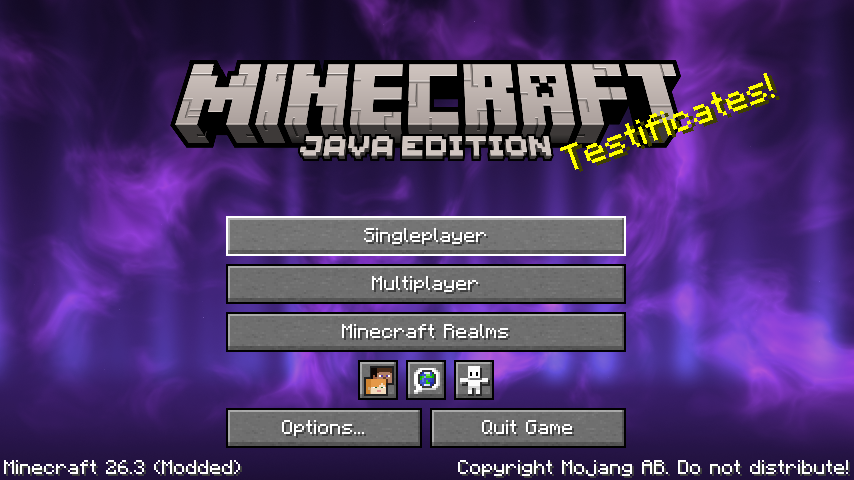 MINECRAFT
JAVA EDITION
Testificates!
Singleplayer
Multiplayer
Minecraft Realms
Options...
Quit Game
Minecraft 26.3 (Modded)
Copyright Mojang AB. Do not distribute!